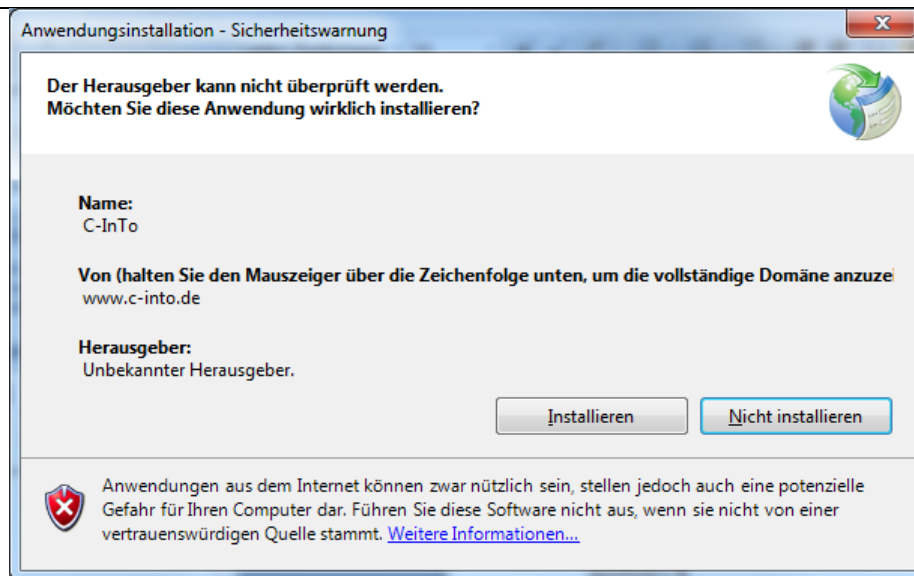 Anwendungsinstallation - Sicherheitswarnung
Der Herausgeber kann nicht überprüft werden.
Möchten Sie diese Anwendung wirklich installieren?
Name:
C-InTo
Von (halten Sie den Mauszeiger über die Zeichenfolge unten, um die vollständige Domäne anzuzei
www.c-into.de
Herausgeber:
Unbekannter Herausgeber.
Installieren Nicht installieren
Anwendungen aus dem Internet können zwar nützlich sein, stellen jedoch auch eine potenzielle
Gefahr für Ihren Computer dar. Führen Sie diese Software nicht aus, wenn sie nicht von einer
vertrauenswürdigen Quelle stammt. Weitere Informationen...